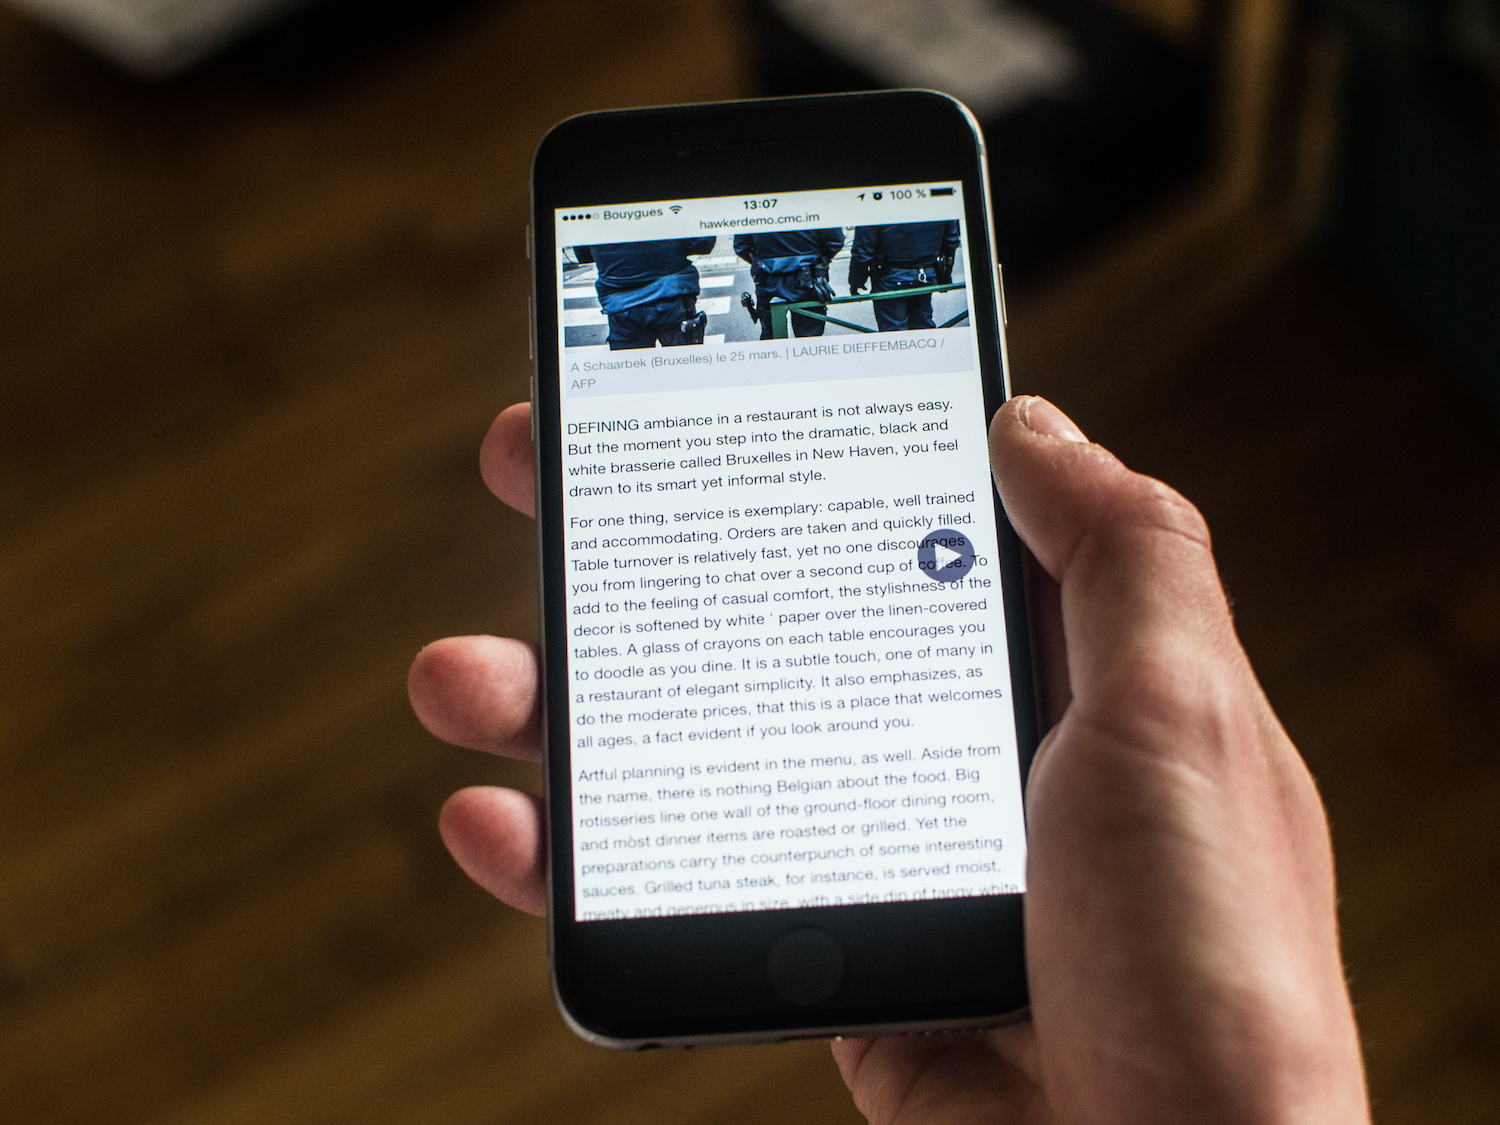 Bouygues 13:07 100 %
hawkerdemo.cmc.im
A Schaarbek (Bruxelles) le 25 mars. | LAURIE DIEFFEMBACQ /
AFP
DEFINING ambiance in a restaurant is not always easy.
But the moment you step into the dramatic, black and
white brasserie called Bruxelles in New Haven, you feel
drawn to its smart yet informal style.
For one thing, service is exemplary: capable, well trained
and accommodating. Orders are taken and quickly filled.
Table turnover is relatively fast, yet no one discourages
you from lingering to chat over a second cup of coffee. To
add to the feeling of casual comfort, the stylishness of the
decor is softened by white ' paper over the linen-covered
tables. A glass of crayons on each table encourages you
to doodle as you dine. It is a subtle touch, one of many in
a restaurant of elegant simplicity. It also emphasizes, as
do the moderate prices, that this is a place that welcomes
all ages, a fact evident if you look around you.
Artful planning is evident in the menu, as well. Aside from
the name, there is nothing Belgian about the food. Big
rotisseries line one wall of the ground-floor dining room,
and most dinner items are roasted or grilled. Yet the
preparations carry the counterpunch of some interesting
sauces. Grilled tuna steak, for instance, is served moist,
meaty and generous in size, with a side dip of tangy white